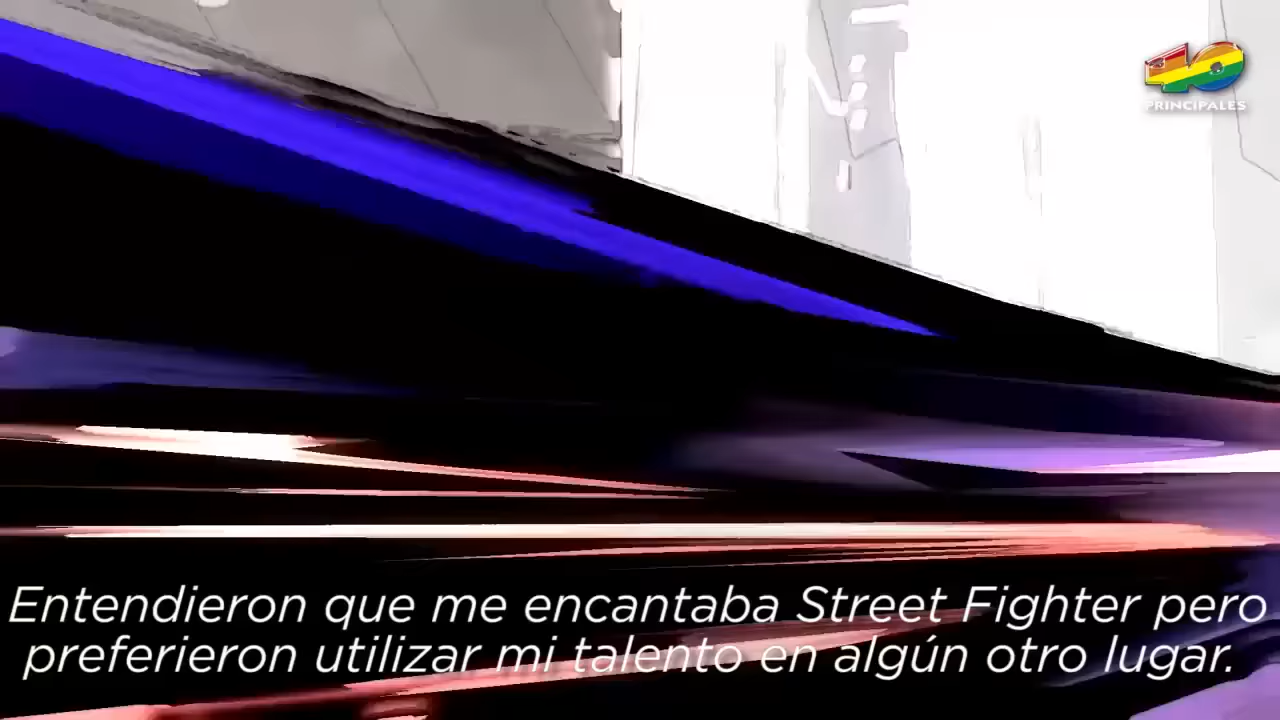 40
PRINCIPALES
Entendieron que me encantaba Street Fighter pero
preferieron utilizar mi talento en algún otro lugar.